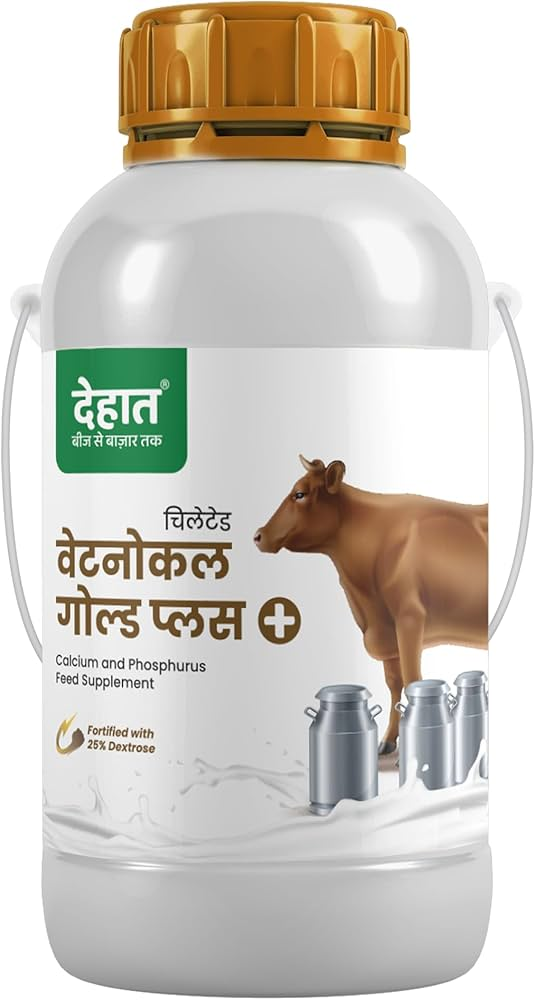 देहात®
बीज से बाज़ार तक
चिलेटेड
वेटनोकल
गोल्ड प्लस
Calcium and Phosphurus
Feed Supplement
Fortified with
25% Dextrose